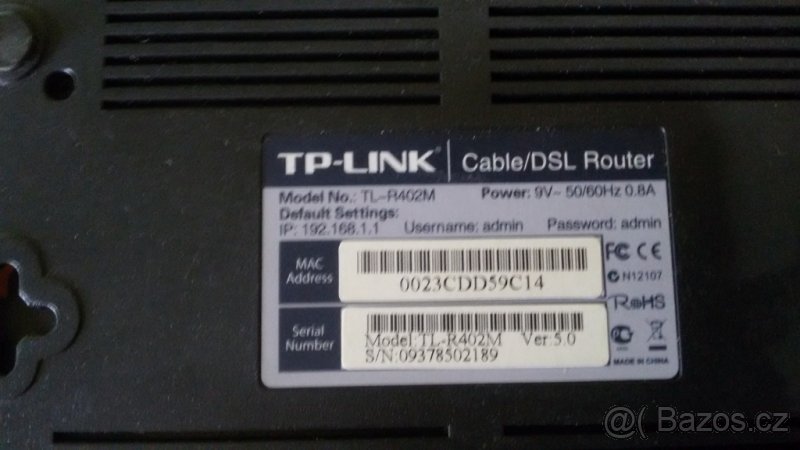 TP-LINK Cable/DSL Router
Model No.: TL-R402M Power: 9V~ 50/60Hz 0.8A
Default Settings:
IP: 192.168.1.1 Username: admin Password: admin
MAC Address
0023CDD59C14
FC CE
N12107
RoHS
Serial Number
Model:TL-R402M Ver:5.0
S/N:09378502189
MADE IN CHINA
@( Bazos.cz